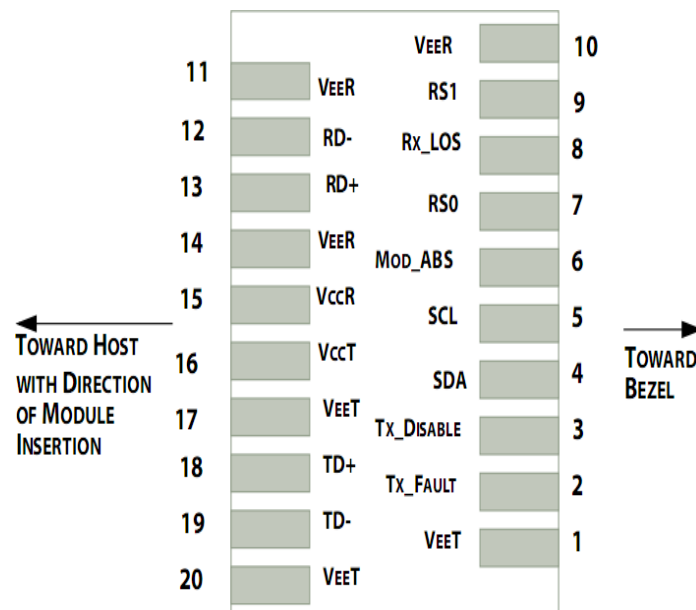 11 VEER
12 RD-
13 RD+
14 VEER
15 VCCR
16 VCCT
17 VEET
18 TD+
19 TD-
20 VEET
VEER 10
RS1 9
RX_LOS 8
RS0 7
MOD_ABS 6
SCL 5
SDA 4
TX_DISABLE 3
TX_FAULT 2
VEET 1
TOWARD HOST
WITH DIRECTION
OF MODULE
INSERTION
TOWARD
BEZEL